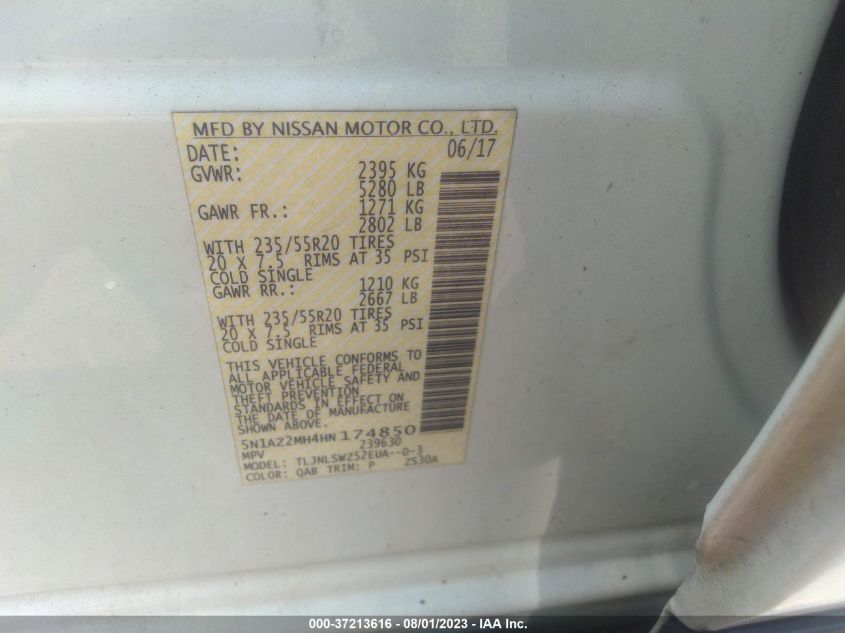 MFD BY NISSAN MOTOR CO., LTD.
DATE: 06/17
GVWR: 2395 KG
5280 LB
GAWR FR.: 1271 KG
2802 LB
WITH 235/55R20 TIRES
20 X 7.5 RIMS AT 35 PSI
COLD SINGLE
GAWR RR.: 1210 KG
2667 LB
WITH 235/55R20 TIRES
20 X 7.5 RIMS AT 35 PSI
COLD SINGLE
THIS VEHICLE CONFORMS TO
ALL APPLICABLE FEDERAL
MOTOR VEHICLE SAFETY AND
THEFT PREVENTION
STANDARDS IN EFFECT ON
THE DATE OF MANUFACTURE
SHOWN ABOVE.
5N1AZ2MH4HN174850
MPV 239630
MODEL: TLJNLSWZ52EUA--D-3
COLOR: QAB TRIM: P ZS30A
000-37213616 - 08/01/2023 - IAA Inc.